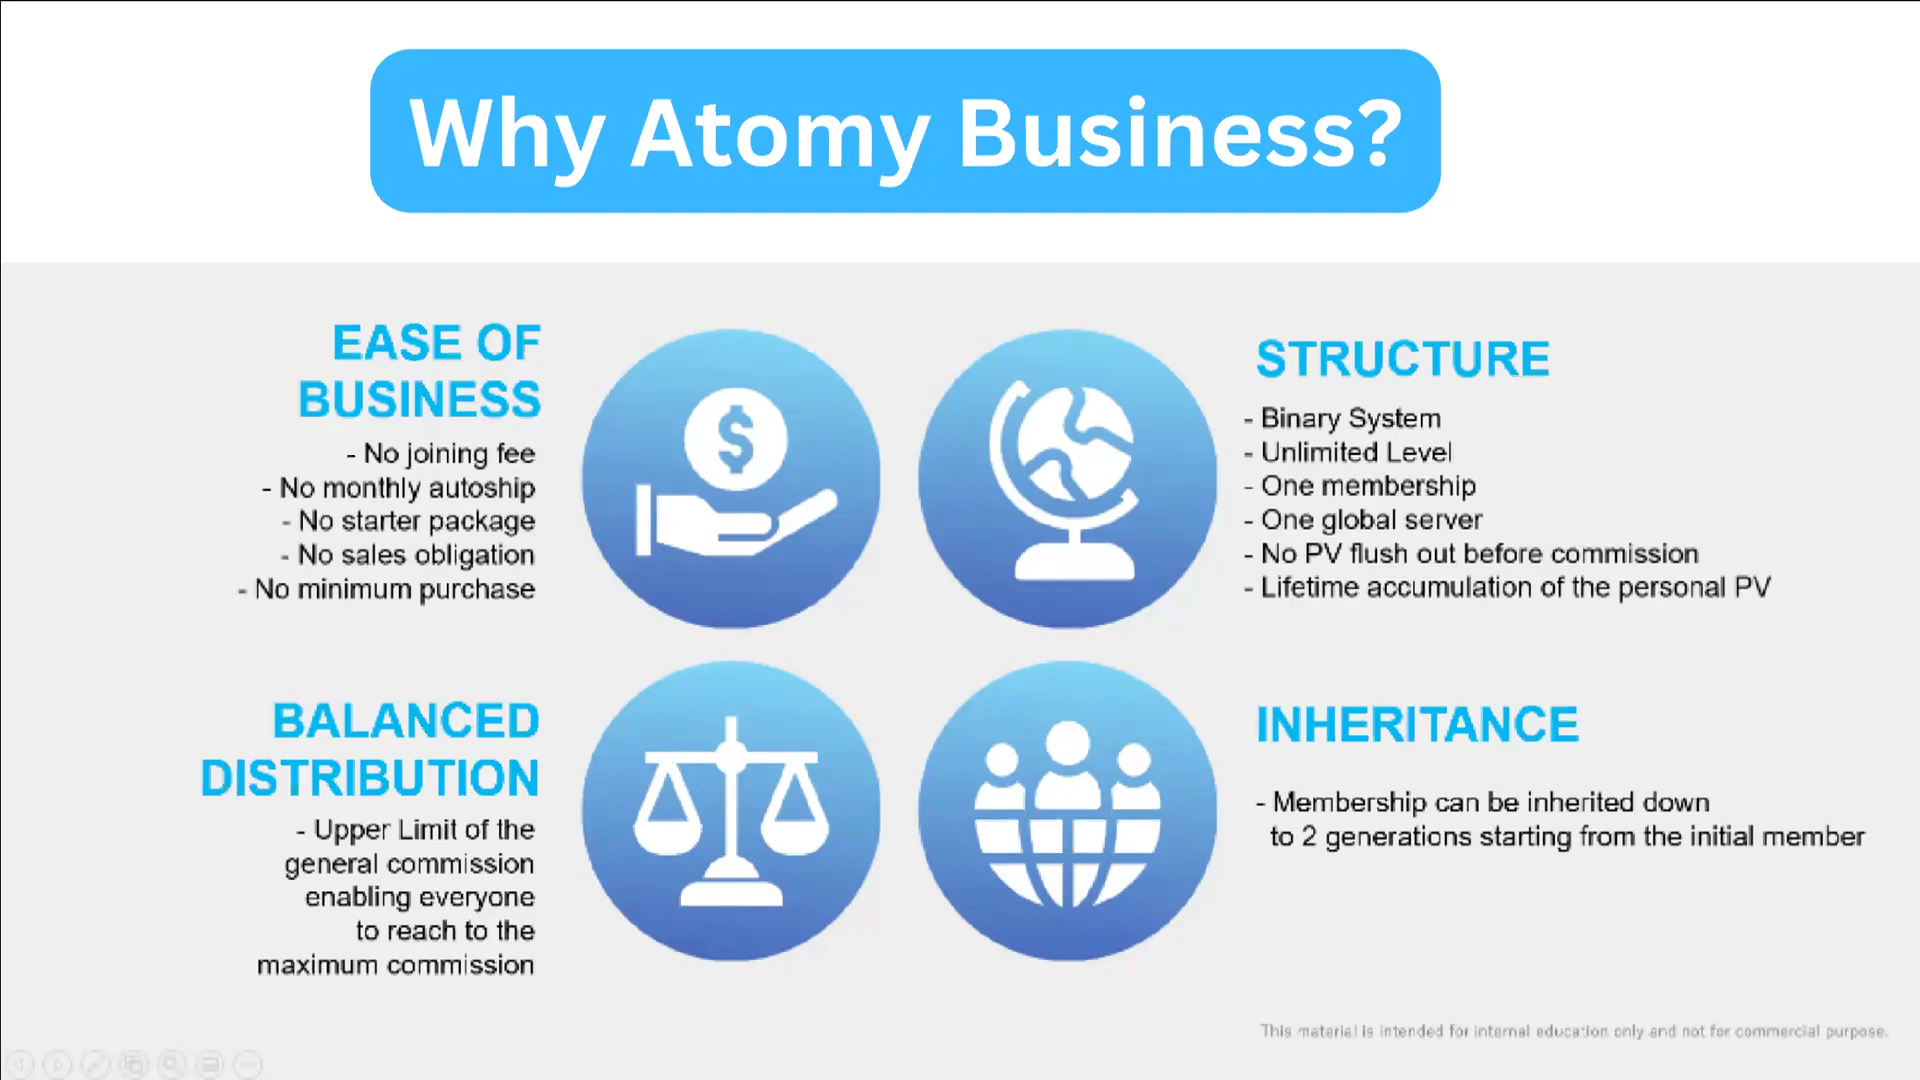 Why Atomy Business?
EASE OF
BUSINESS
- No joining fee
- No monthly autoship
- No starter package
- No sales obligation
- No minimum purchase
STRUCTURE
- Binary System
- Unlimited Level
- One membership
- One global server
- No PV flush out before commission
- Lifetime accumulation of the personal PV
BALANCED
DISTRIBUTION
- Upper Limit of the
general commission
enabling everyone
to reach to the
maximum commission
INHERITANCE
- Membership can be inherited down
to 2 generations starting from the initial member
This material is intended for internal education only and not for commercial purpose.